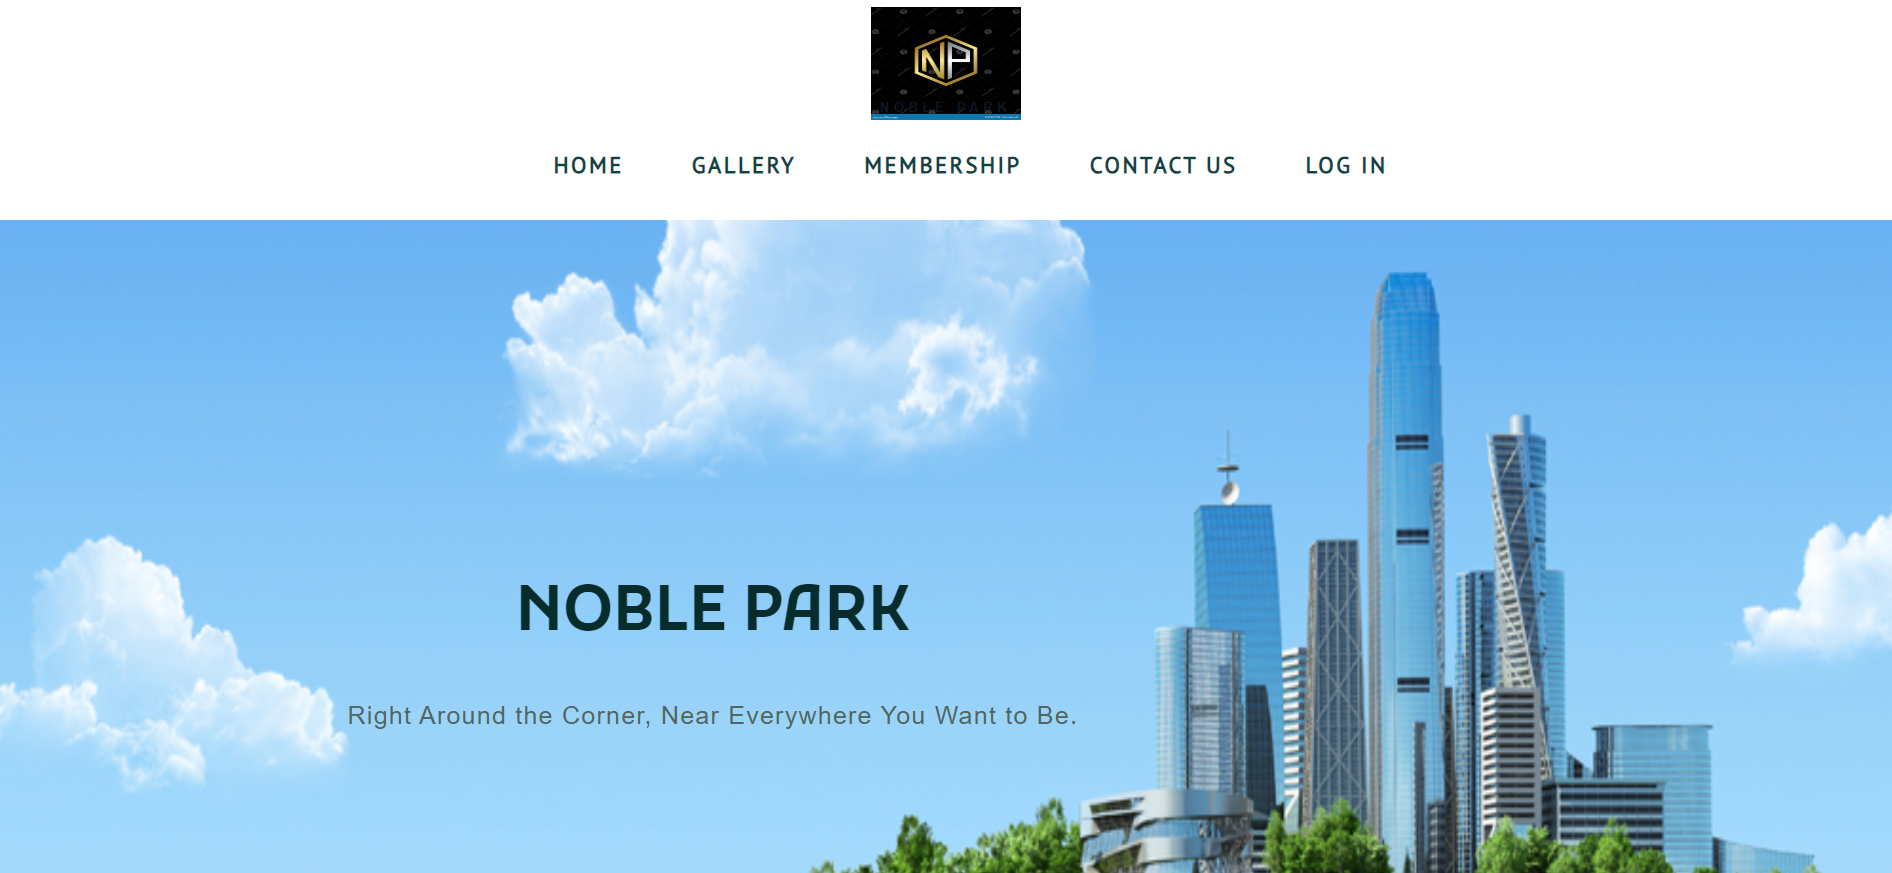 NP
NOBLE PARK
HOME GALLERY MEMBERSHIP CONTACT US LOG IN
NOBLE PARK
Right Around the Corner, Near Everywhere You Want to Be.